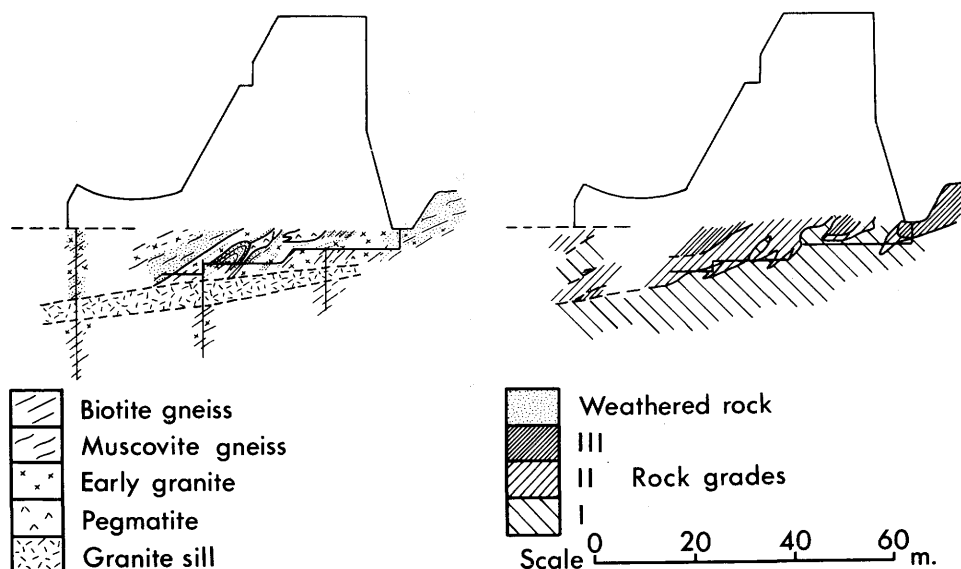 Biotite gneiss
Muscovite gneiss
Early granite
Pegmatite
Granite sill
Weathered rock
III
II Rock grades
I
Scale 0 20 40 60 m.